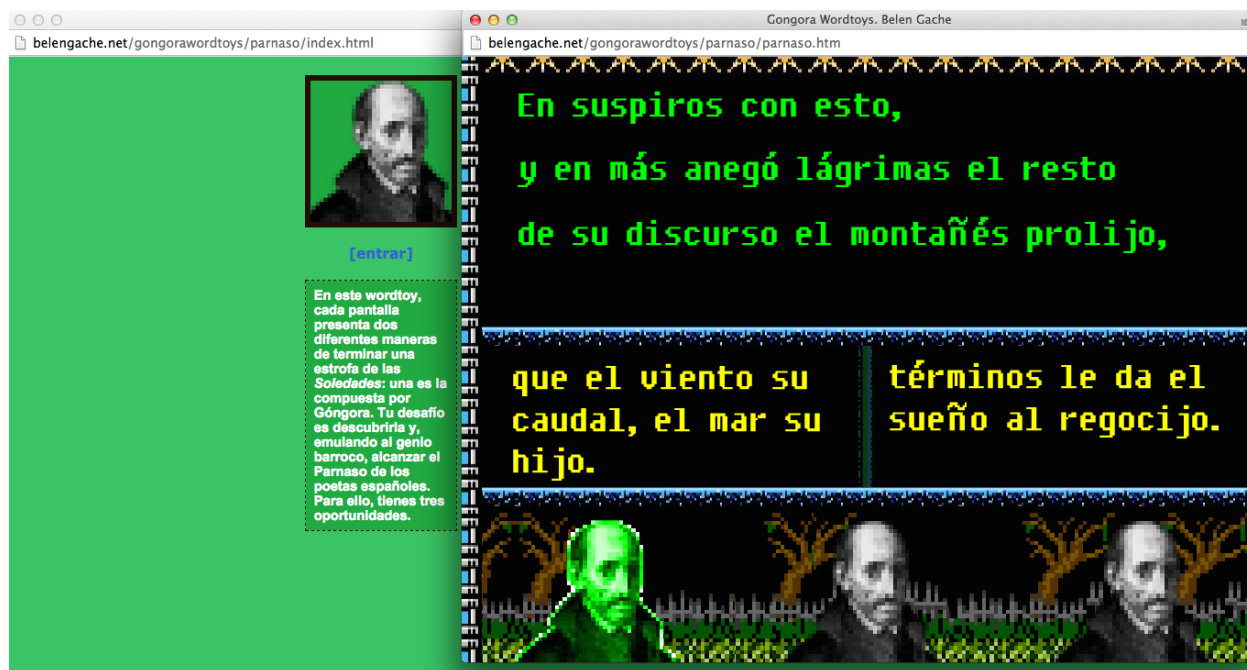 belengache.net/gongorawordtoys/parnaso/index.html
[entrar]
En este wordtoy,
cada pantalla
presenta dos
diferentes maneras
de terminar una
estrofa de las
Soledades: una es la
compuesta por
Góngora. Tu desafío
es descubrirla y,
emulando al genio
barroco, alcanzar el
Parnaso de los
poetas españoles.
Para ello, tienes tres
oportunidades.
Gongora Wordtoys. Belen Gache
belengache.net/gongorawordtoys/parnaso/parnaso.htm
En suspiros con esto,
y en más anegó lágrimas el resto
de su discurso el montañés prolijo,
que el viento su
caudal, el mar su
hijo.
términos le da el
sueño al regocijo.